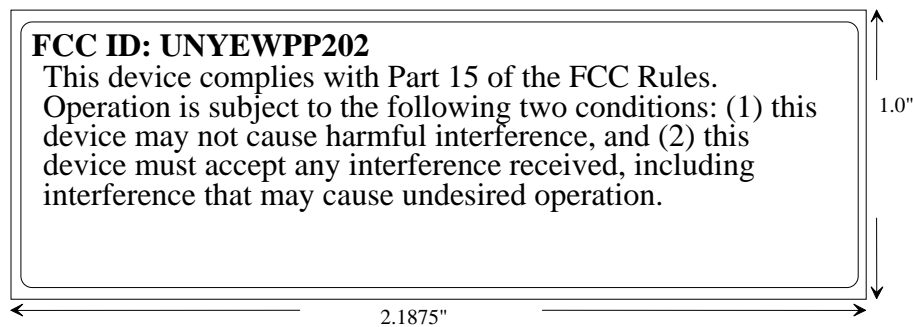 FCC ID: UNYEWPP202
This device complies with Part 15 of the FCC Rules.
Operation is subject to the following two conditions: (1) this
device may not cause harmful interference, and (2) this
device must accept any interference received, including
interference that may cause undesired operation.
1.0"
2.1875"